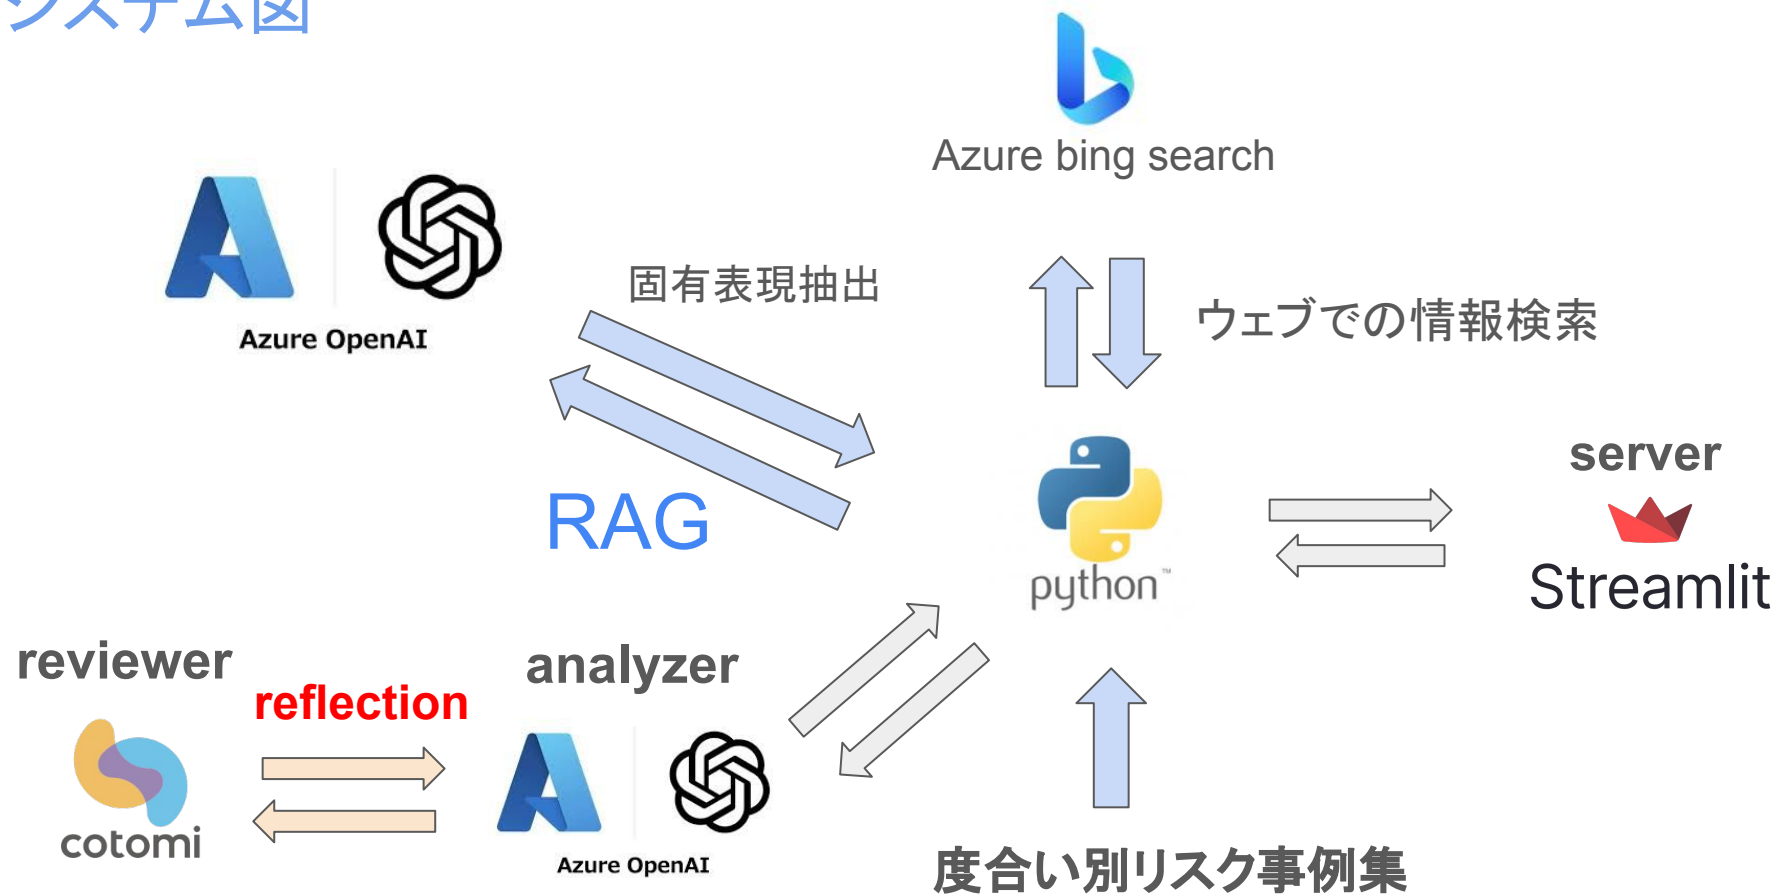 システム図
Azure bing search
Azure OpenAI
固有表現抽出
ウェブでの情報検索
RAG
python™
server
Streamlit
reviewer
reflection
analyzer
cotomi
Azure OpenAI
度合い別リスク事例集